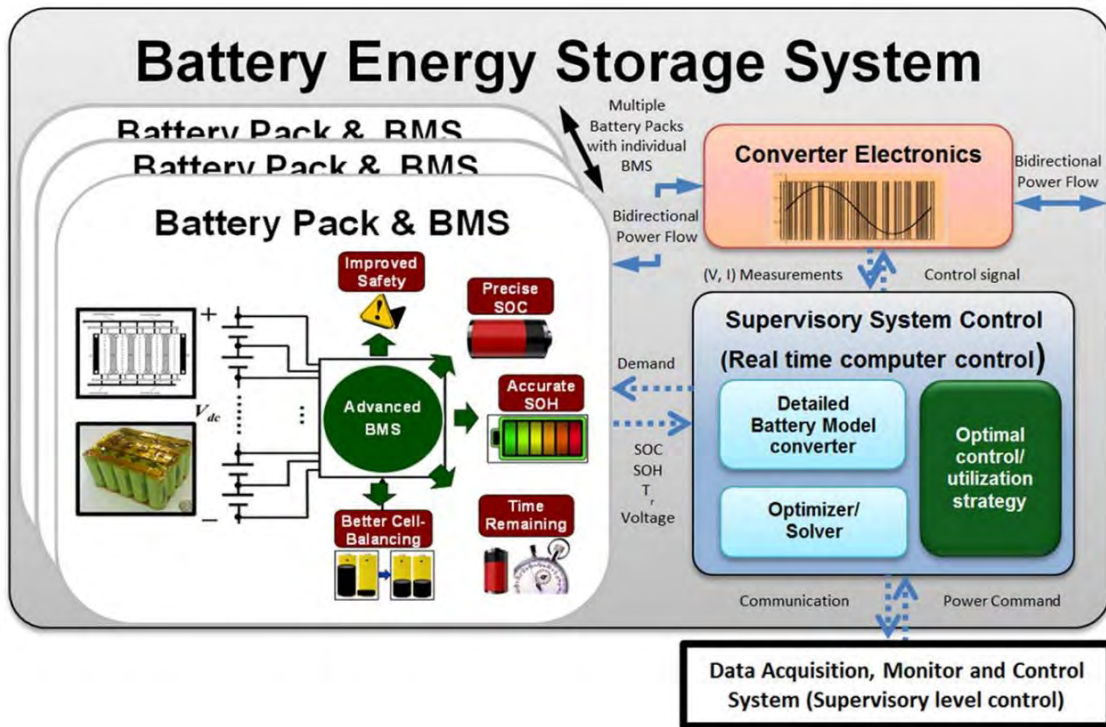 Battery Energy Storage System
Battery Pack & BMS
Battery Pack & BMS
Battery Pack & BMS
Multiple
Battery Packs
with individual
BMS
Bidirectional
Power Flow
Converter Electronics
Bidirectional
Power Flow
(V, I) Measurements
Control signal
Improved
Safety
Precise
SOC
Accurate
SOH
Advanced
BMS
Better Cell-
Balancing
Time
Remaining
+
Vdc
−
Demand
SOC
SOH
Tr
Voltage
Supervisory System Control
(Real time computer control)
Detailed
Battery Model
converter
Optimizer/
Solver
Optimal
control/
utilization
strategy
Communication
Power Command
Data Acquisition, Monitor and Control
System (Supervisory level control)